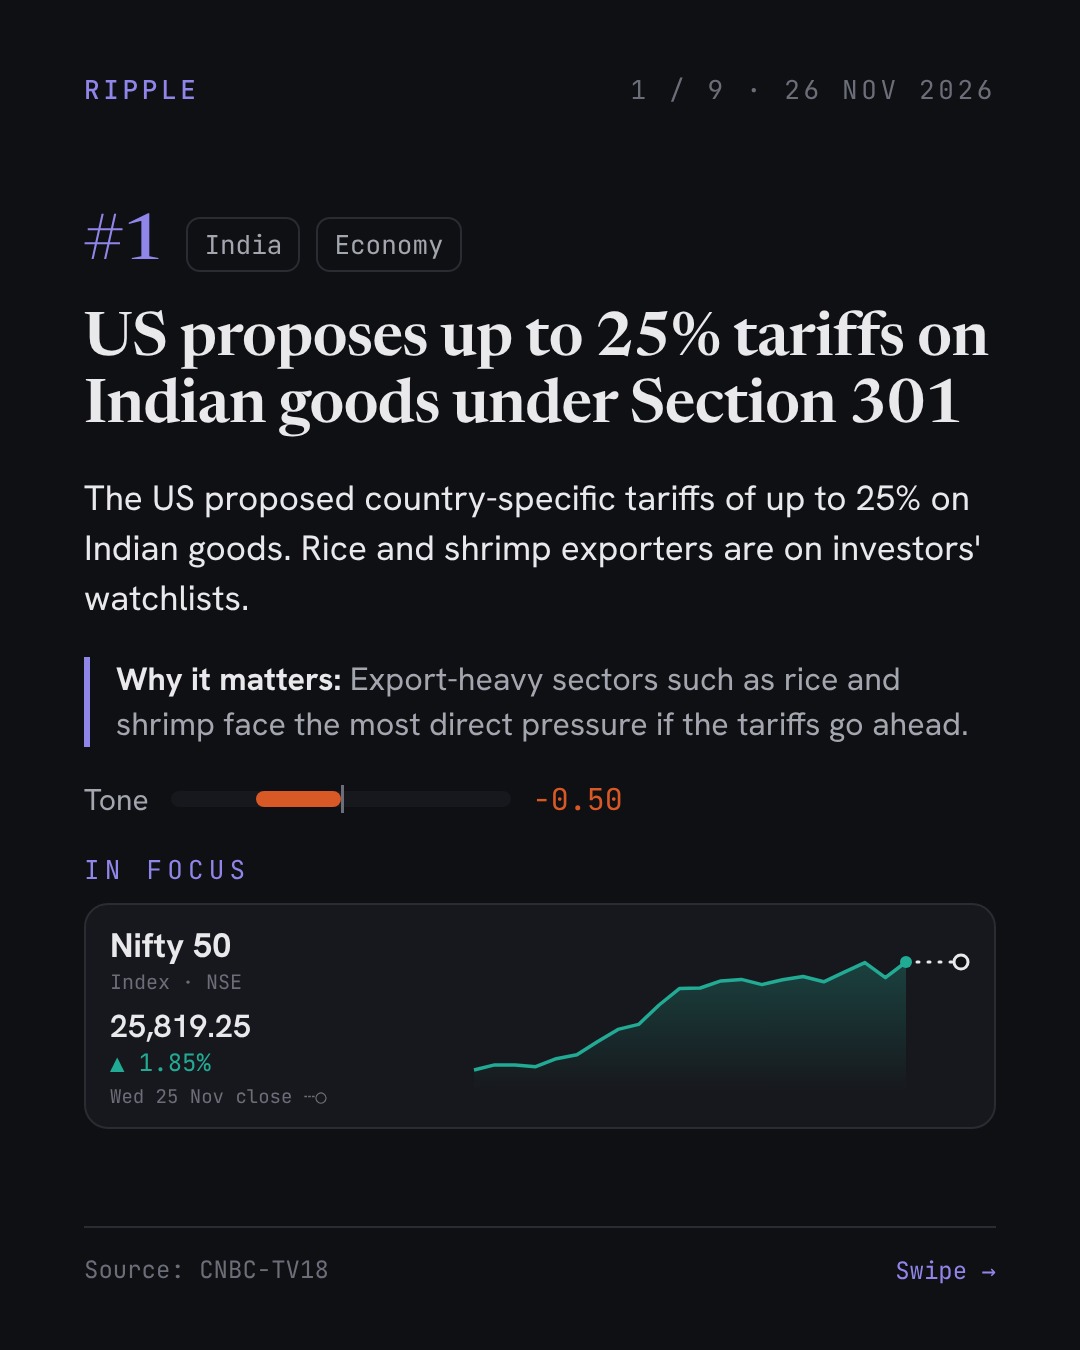 RIPPLE
1 / 9 · 26 NOV 2026
#1 India Economy
US proposes up to 25% tariffs on
Indian goods under Section 301
The US proposed country-specific tariffs of up to 25% on
Indian goods. Rice and shrimp exporters are on investors'
watchlists.
Why it matters: Export-heavy sectors such as rice and
shrimp face the most direct pressure if the tariffs go ahead.
Tone -0.50
IN FOCUS
Nifty 50
Index · NSE
25,819.25
▲ 1.85%
Wed 25 Nov close ┄○
Source: CNBC-TV18
Swipe →